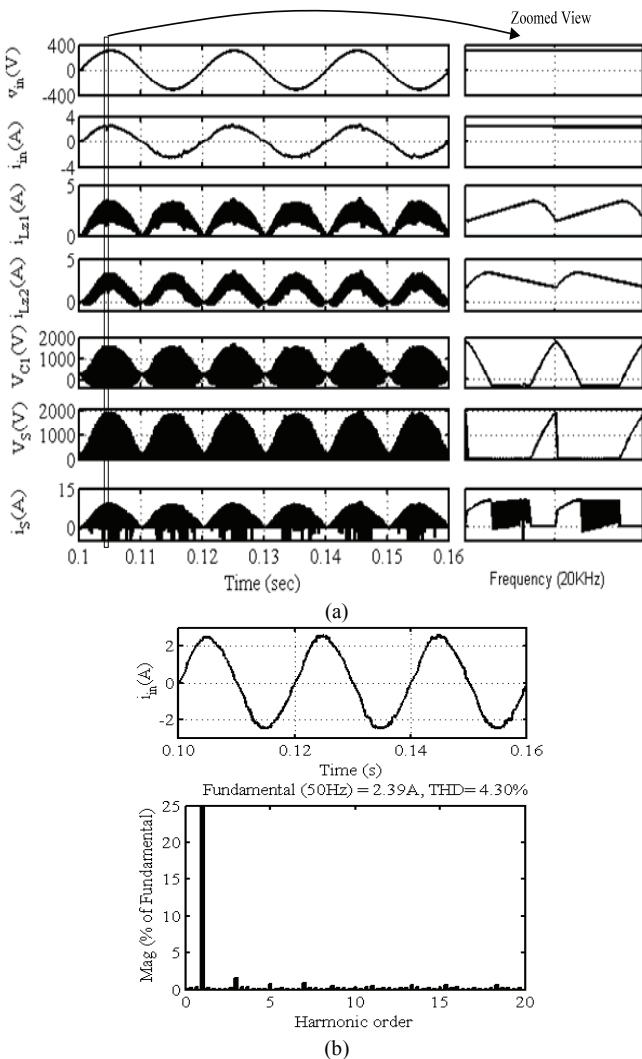 Zoomed View
v_in(V)
400
0
-400
i_in(A)
4
-4
i_Lz1(A)
5
0
i_Lz2(A)
5
0
V_C1(V)
2000
1000
0
V_S(V)
2000
1000
0
i_S(A)
15
0
0.1 0.11 0.12 0.13 0.14 0.15 0.16
Time (sec)
Frequency (20KHz)
(a)
i_in(A)
2
0
-2
0.10 0.12 0.14 0.16
Time (s)
Fundamental (50Hz) = 2.39A, THD= 4.30%
Mag (% of Fundamental)
25
20
15
10
5
0
0 5 10 15 20
Harmonic order
(b)